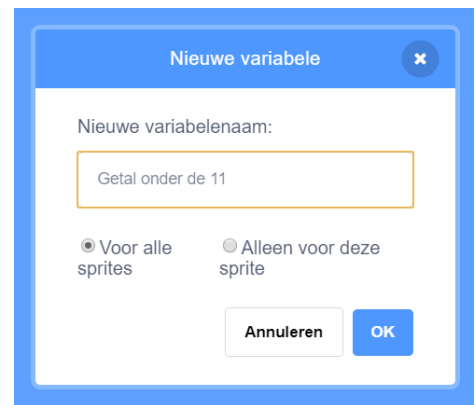 Nieuwe variabele
Nieuwe variabelenaam:
Getal onder de 11
Voor alle
sprites
Alleen voor deze
sprite
Annuleren
OK